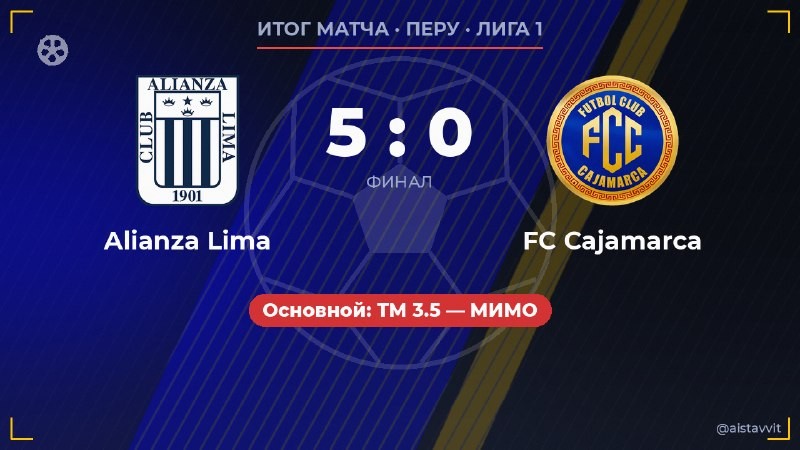 ИТОГ МАТЧА · ПЕРУ · ЛИГА 1
ALIANZA
CLUB
LIMA
1901
5 : 0
ФИНАЛ
FÚTBOL CLUB
FCC
CAJAMARCA
Alianza Lima
FC Cajamarca
Основной: ТМ 3.5 — МИМО
@aistavvit